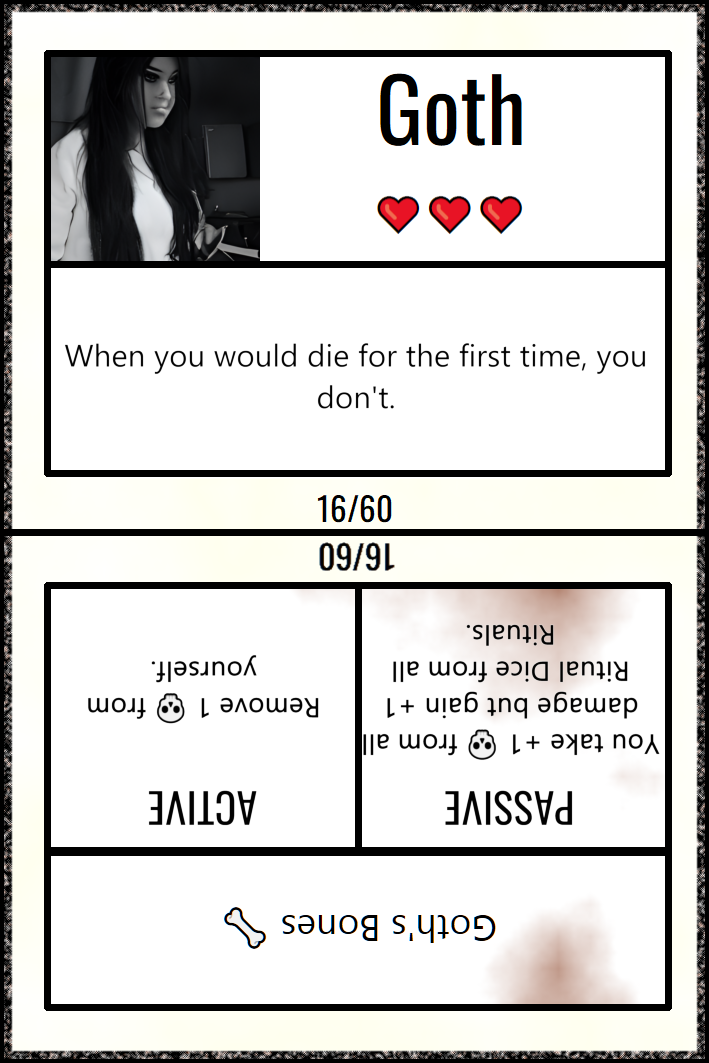 Goth
When you would die for the first time, you
don't.
16/60
16/60
Goth's Bones
PASSIVE
You take +1 from all
damage but gain +1
Ritual Dice from all
Rituals.
ACTIVE
Remove 1 from
yourself.